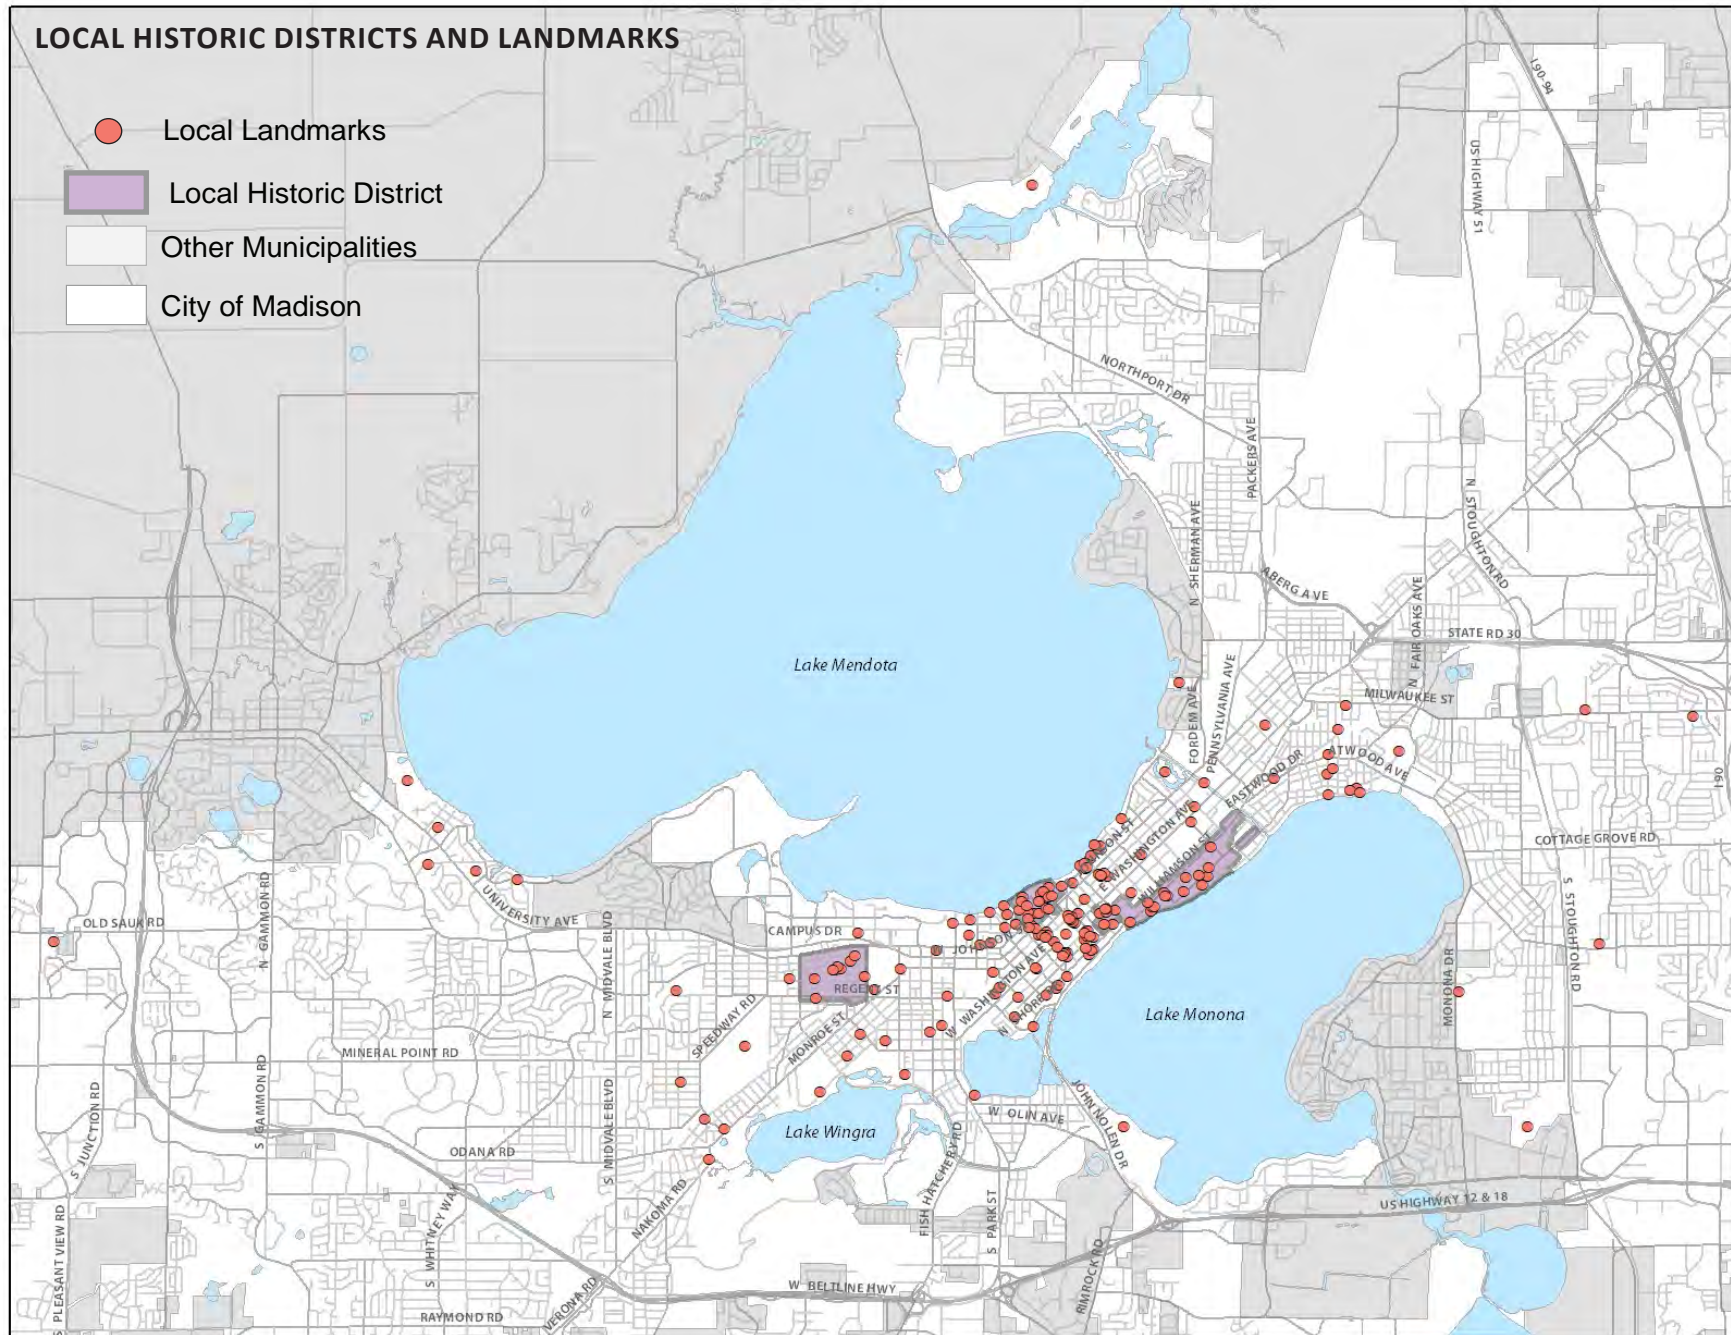 LOCAL HISTORIC DISTRICTS AND LANDMARKS
Local Landmarks
Local Historic District
Other Municipalities
City of Madison
I 90-94
US HIGHWAY 51
NORTHPORT DR
PACKERS AVE
N SHERMAN AVE
N STOUGHTON RD
ABERG AVE
N FAIR OAKS AVE
STATE RD 30
Lake Mendota
FORDEM AVE
PENNSYLVANIA AVE
MILWAUKEE ST
ATWOOD AVE
EASTWOOD DR
I 90
E WASHINGTON AVE
WILLIAMSON ST
COTTAGE GROVE RD
OLD SAUK RD
N GAMMON RD
UNIVERSITY AVE
N MIDVALE BLVD
CAMPUS DR
W JOHNSON S
REGENT ST
SPEEDWAY RD
MONROE ST
W WASHINGTON AVE
N SHORE
Lake Monona
MONONA DR
S STOUGHTON RD
MINERAL POINT RD
S JUNCTION RD
S GAMMON RD
S MIDVALE BLVD
ODANA RD
Lake Wingra
W OLIN AVE
JOHN NOLEN DR
FISH HATCHERY RD
S PARK ST
NAKOMA RD
S WHITNEY WAY
S PLEASANT VIEW RD
VERONA RD
RAYMOND RD
W BELTLINE HWY
RIMROCK RD
US HIGHWAY 12 & 18